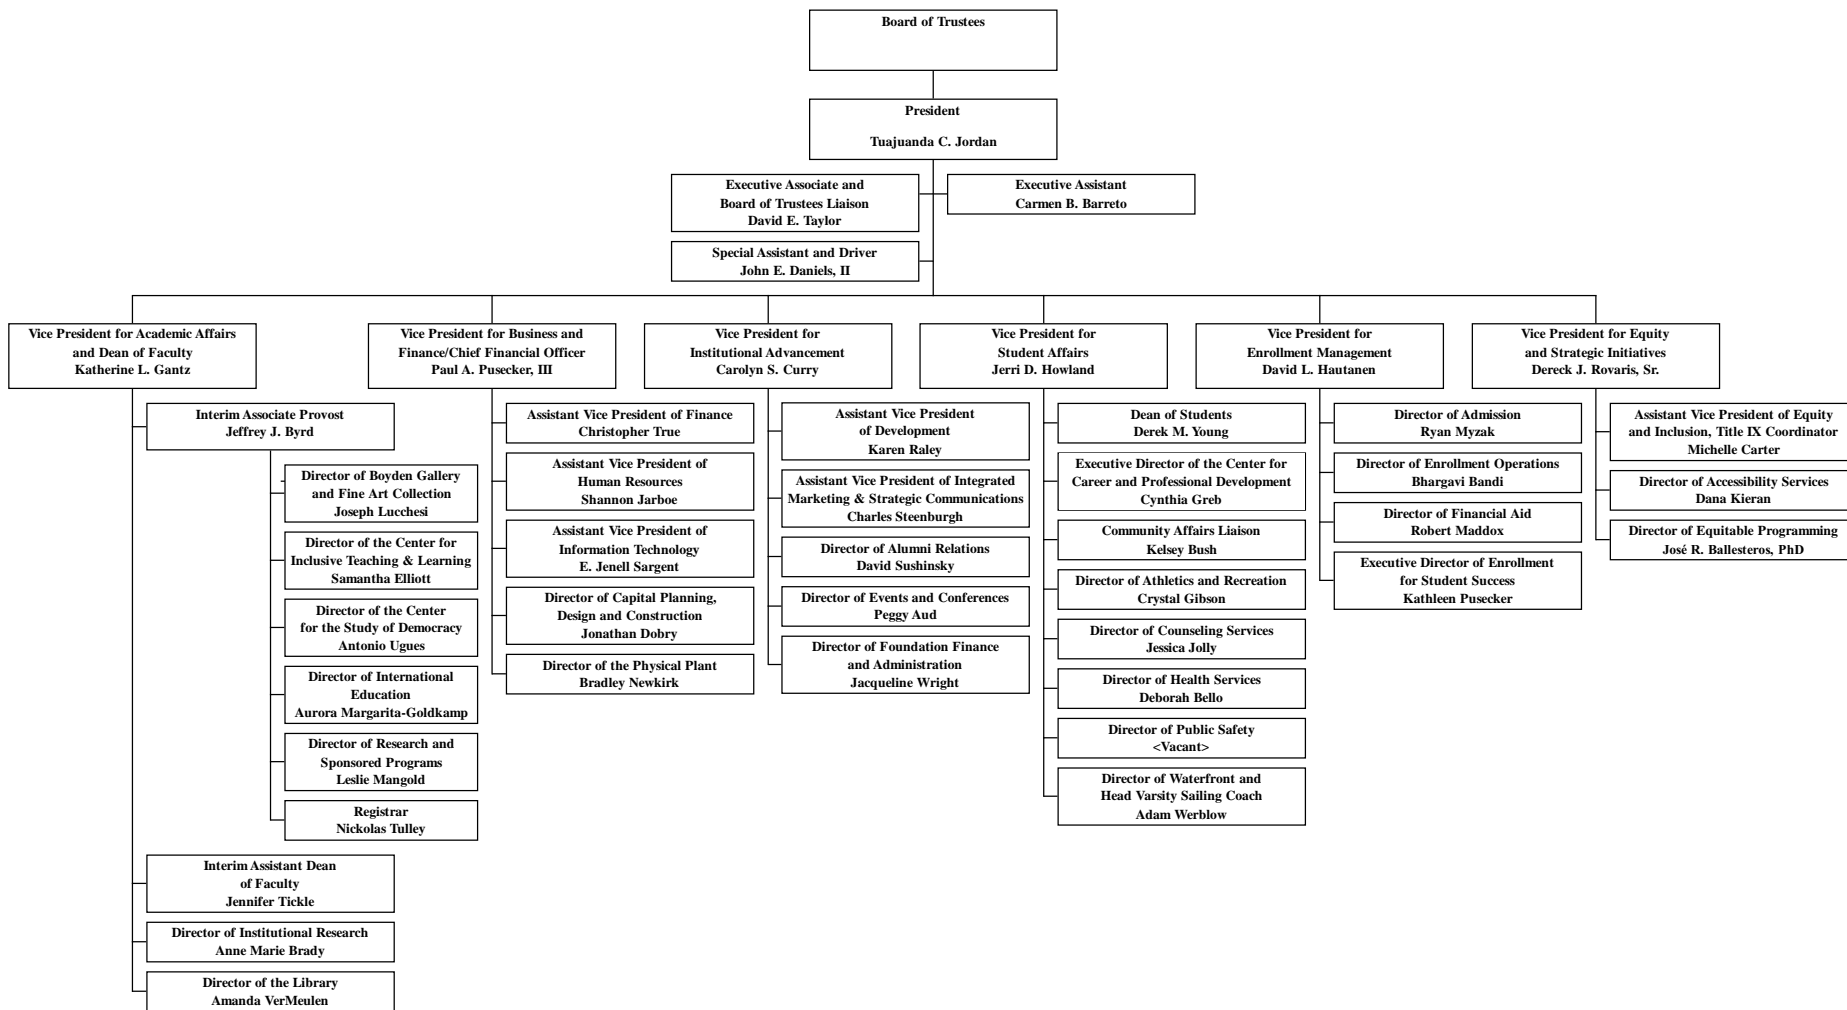 Board of Trustees
President
Tuajuanda C. Jordan
Executive Associate and
Board of Trustees Liaison
David E. Taylor
Executive Assistant
Carmen B. Barreto
Special Assistant and Driver
John E. Daniels, II
Vice President for Academic Affairs
and Dean of Faculty
Katherine L. Gantz
Interim Associate Provost
Jeffrey J. Byrd
Director of Boyden Gallery
and Fine Art Collection
Joseph Lucchesi
Director of the Center for
Inclusive Teaching & Learning
Samantha Elliott
Director of the Center
for the Study of Democracy
Antonio Ugues
Director of International
Education
Aurora Margarita-Goldkamp
Director of Research and
Sponsored Programs
Leslie Mangold
Registrar
Nickolas Tulley
Interim Assistant Dean
of Faculty
Jennifer Tickle
Director of Institutional Research
Anne Marie Brady
Director of the Library
Amanda VerMeulen
Vice President for Business and
Finance/Chief Financial Officer
Paul A. Pusecker, III
Assistant Vice President of Finance
Christopher True
Assistant Vice President of
Human Resources
Shannon Jarboe
Assistant Vice President of
Information Technology
E. Jenell Sargent
Director of Capital Planning,
Design and Construction
Jonathan Dobry
Director of the Physical Plant
Bradley Newkirk
Vice President for
Institutional Advancement
Carolyn S. Curry
Assistant Vice President
of Development
Karen Raley
Assistant Vice President of Integrated
Marketing & Strategic Communications
Charles Steenburgh
Director of Alumni Relations
David Sushinsky
Director of Events and Conferences
Peggy Aud
Director of Foundation Finance
and Administration
Jacqueline Wright
Vice President for
Student Affairs
Jerri D. Howland
Dean of Students
Derek M. Young
Executive Director of the Center for
Career and Professional Development
Cynthia Greb
Community Affairs Liaison
Kelsey Bush
Director of Athletics and Recreation
Crystal Gibson
Director of Counseling Services
Jessica Jolly
Director of Health Services
Deborah Bello
Director of Public Safety
<Vacant>
Director of Waterfront and
Head Varsity Sailing Coach
Adam Werblow
Vice President for
Enrollment Management
David L. Hautanen
Director of Admission
Ryan Myzak
Director of Enrollment Operations
Bhargavi Bandi
Director of Financial Aid
Robert Maddox
Executive Director of Enrollment
for Student Success
Kathleen Pusecker
Vice President for Equity
and Strategic Initiatives
Dereck J. Rovaris, Sr.
Assistant Vice President of Equity
and Inclusion, Title IX Coordinator
Michelle Carter
Director of Accessibility Services
Dana Kieran
Director of Equitable Programming
José R. Ballesteros, PhD